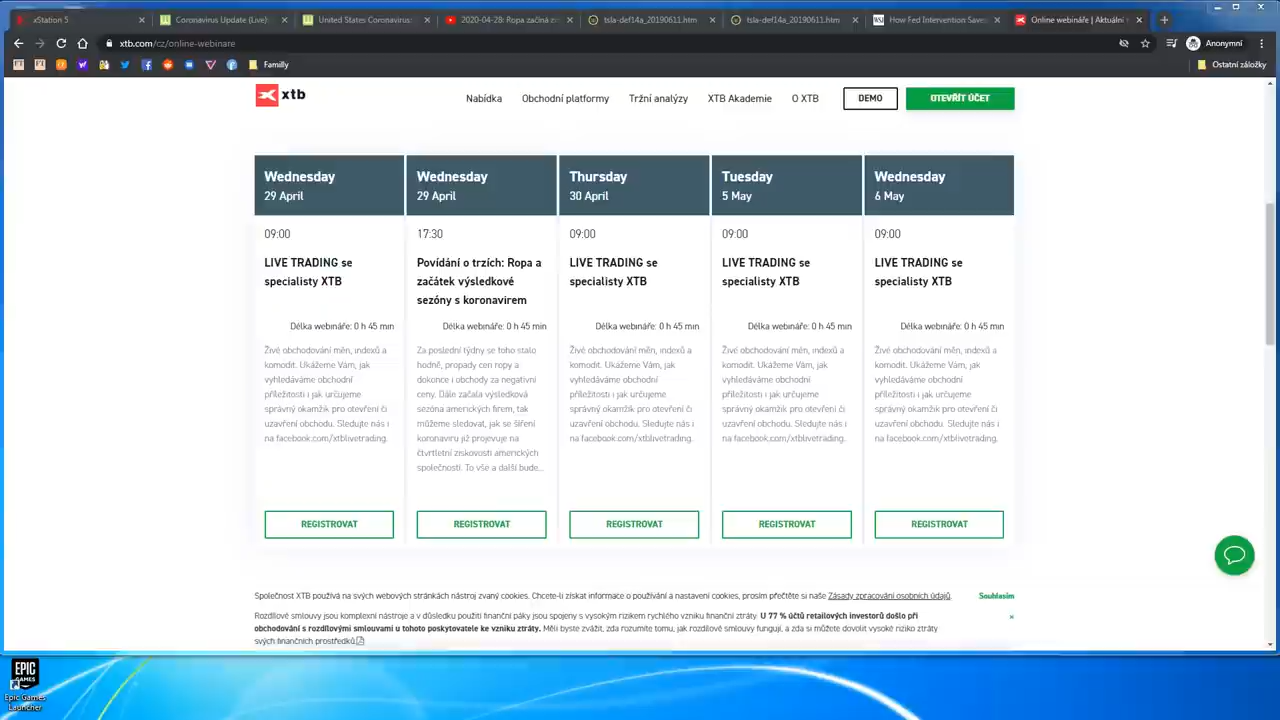 xStation 5
Coronavirus Update (Live):
United States Coronavirus:
2020-04-28: Ropa začíná z
tsla-def14a_20190611.htm
tsla-def14a_20190611.htm
WSJ
How Fed Intervention Saves
Online webináře | Aktuální
xtb.com/cz/online-webinare
Anonymní
Familly
Ostatní záložky
xtb
Nabídka
Obchodní platformy
Tržní analýzy
XTB Akademie
O XTB
DEMO
OTEVŘÍT ÚČET
Wednesday
29 April
09:00
LIVE TRADING se
specialisty XTB
Délka webináře: 0 h 45 min
Živé obchodování měn, indexů a
komodit. Ukážeme Vám, jak
vyhledáváme obchodní
příležitosti i jak určujeme
správný okamžik pro otevření či
uzavření obchodu. Sledujte nás i
na facebook.com/xtblivetrading.
REGISTROVAT
Wednesday
29 April
17:30
Povídání o trzích: Ropa a
začátek výsledkové
sezóny s koronavirem
Délka webináře: 0 h 45 min
Za poslední týdny se toho stalo
hodně, propady cen ropy a
dokonce i obchody za negativní
ceny. Dále začala výsledková
sezóna amerických firem, tak
můžeme sledovat, jak se šíření
koronaviru již projevuje na
čtvrtletní ziskovosti amerických
společností. To vše a další bude...
REGISTROVAT
Thursday
30 April
09:00
LIVE TRADING se
specialisty XTB
Délka webináře: 0 h 45 min
Živé obchodování měn, indexů a
komodit. Ukážeme Vám, jak
vyhledáváme obchodní
příležitosti i jak určujeme
správný okamžik pro otevření či
uzavření obchodu. Sledujte nás i
na facebook.com/xtblivetrading.
REGISTROVAT
Tuesday
5 May
09:00
LIVE TRADING se
specialisty XTB
Délka webináře: 0 h 45 min
Živé obchodování měn, indexů a
komodit. Ukážeme Vám, jak
vyhledáváme obchodní
příležitosti i jak určujeme
správný okamžik pro otevření či
uzavření obchodu. Sledujte nás i
na facebook.com/xtblivetrading.
REGISTROVAT
Wednesday
6 May
09:00
LIVE TRADING se
specialisty XTB
Délka webináře: 0 h 45 min
Živé obchodování měn, indexů a
komodit. Ukážeme Vám, jak
vyhledáváme obchodní
příležitosti i jak určujeme
správný okamžik pro otevření či
uzavření obchodu. Sledujte nás i
na facebook.com/xtblivetrading.
REGISTROVAT
Společnost XTB používá na svých webových stránkách nástroj zvaný cookies. Chcete-li získat informace o používání a nastavení cookies, prosím přečtěte si naše Zásady zpracování osobních údajů.
Souhlasím
Rozdílové smlouvy jsou komplexní nástroje a v důsledku použití finanční páky jsou spojeny s vysokým rizikem rychlého vzniku finanční ztráty. U 77 % účtů retailových investorů došlo při
obchodování s rozdílovými smlouvami u tohoto poskytovatele ke vzniku ztráty. Měli byste zvážit, zda rozumíte tomu, jak rozdílové smlouvy fungují, a zda si můžete dovolit vysoké riziko ztráty
svých finančních prostředků.
EPIC
GAMES
Epic Games
Launcher